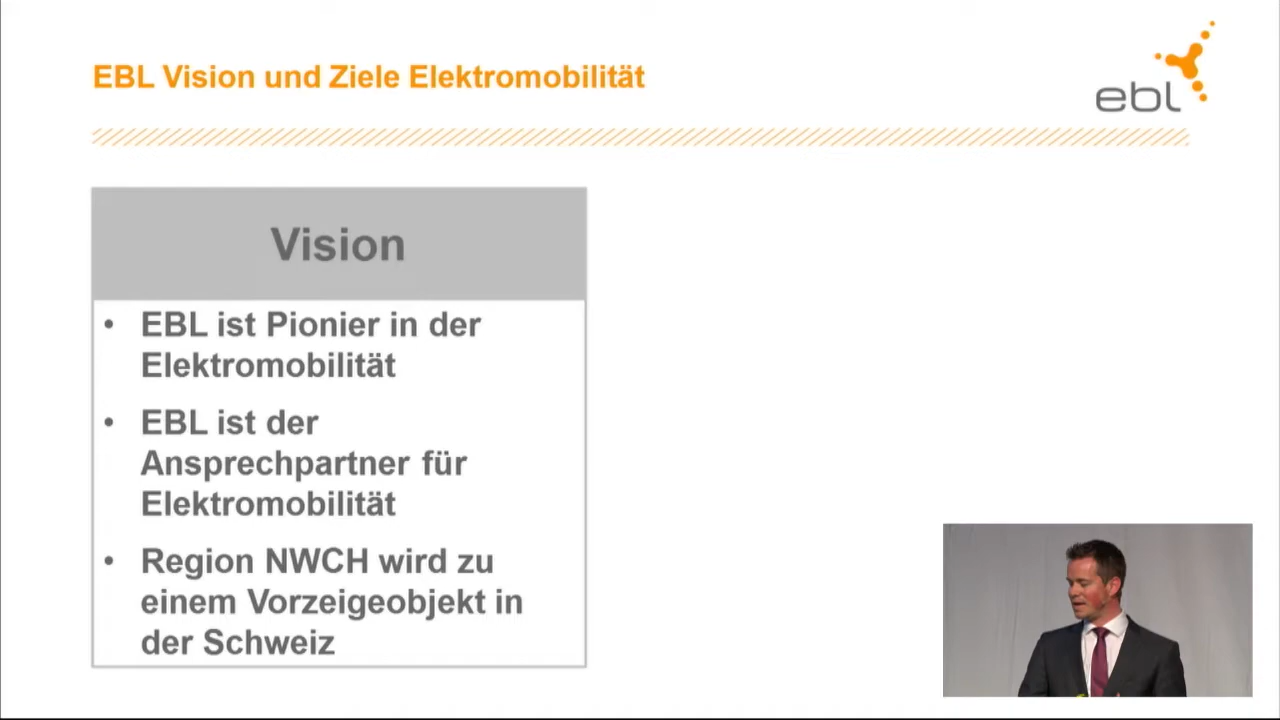 EBL Vision und Ziele Elektromobilität
ebl
Vision
• EBL ist Pionier in der
Elektromobilität
• EBL ist der
Ansprechpartner für
Elektromobilität
• Region NWCH wird zu
einem Vorzeigeobjekt in
der Schweiz